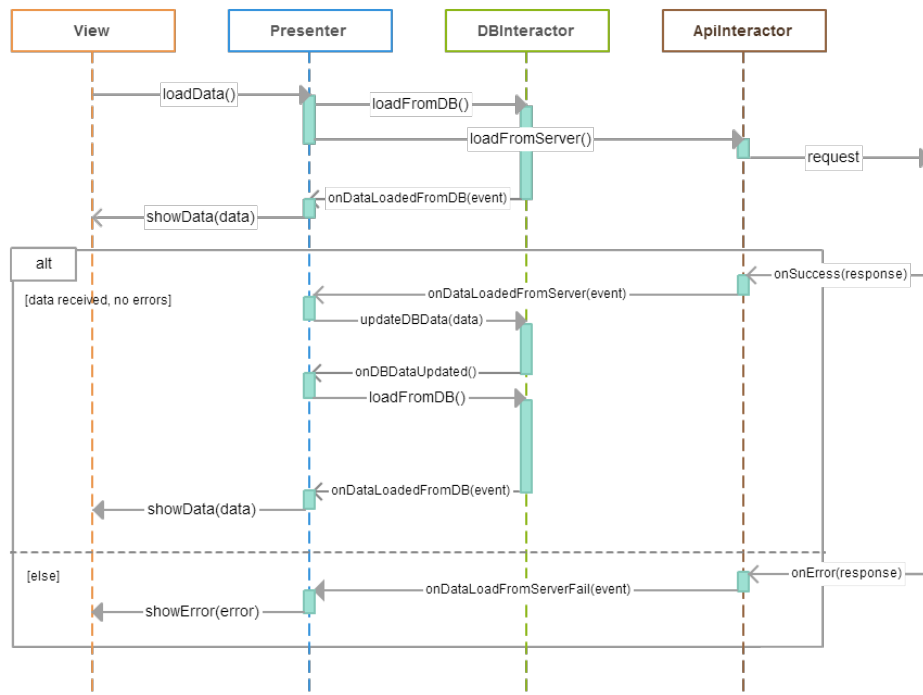 View
Presenter
DBInteractor
ApiInteractor
loadData()
loadFromDB()
loadFromServer()
request
onDataLoadedFromDB(event)
showData(data)
alt
onSuccess(response)
[data received, no errors]
onDataLoadedFromServer(event)
updateDBData(data)
onDBDataUpdated()
loadFromDB()
onDataLoadedFromDB(event)
showData(data)
[else]
onError(response)
onDataLoadFromServerFail(event)
showError(error)